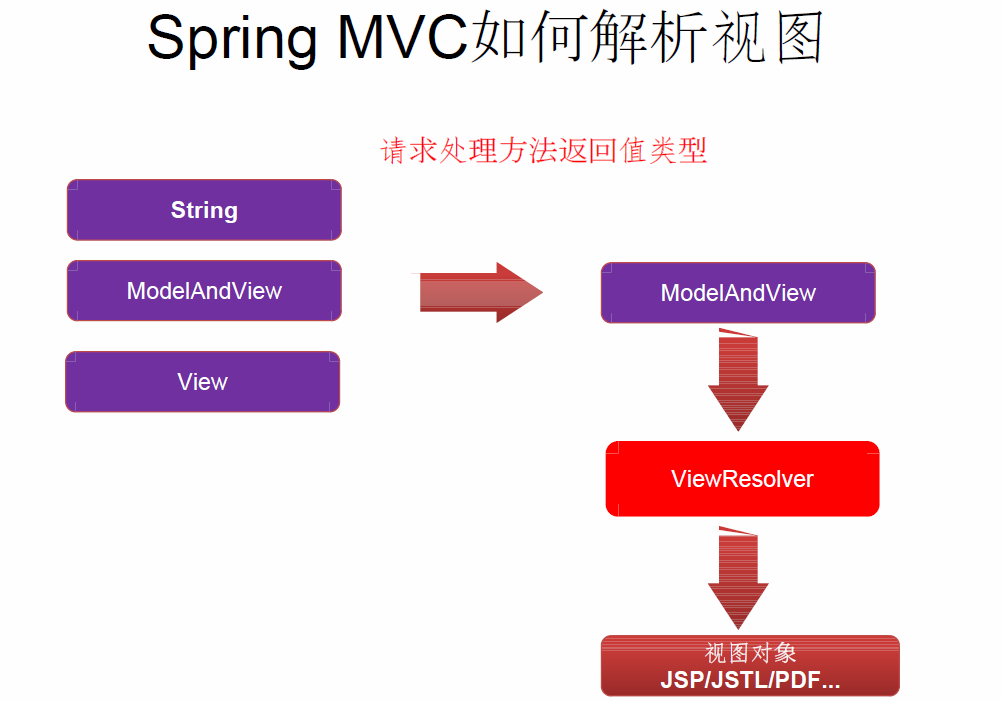 Spring MVC如何解析视图
请求处理方法返回值类型
String
ModelAndView
View
ModelAndView
ViewResolver
视图对象
JSP/JSTL/PDF...